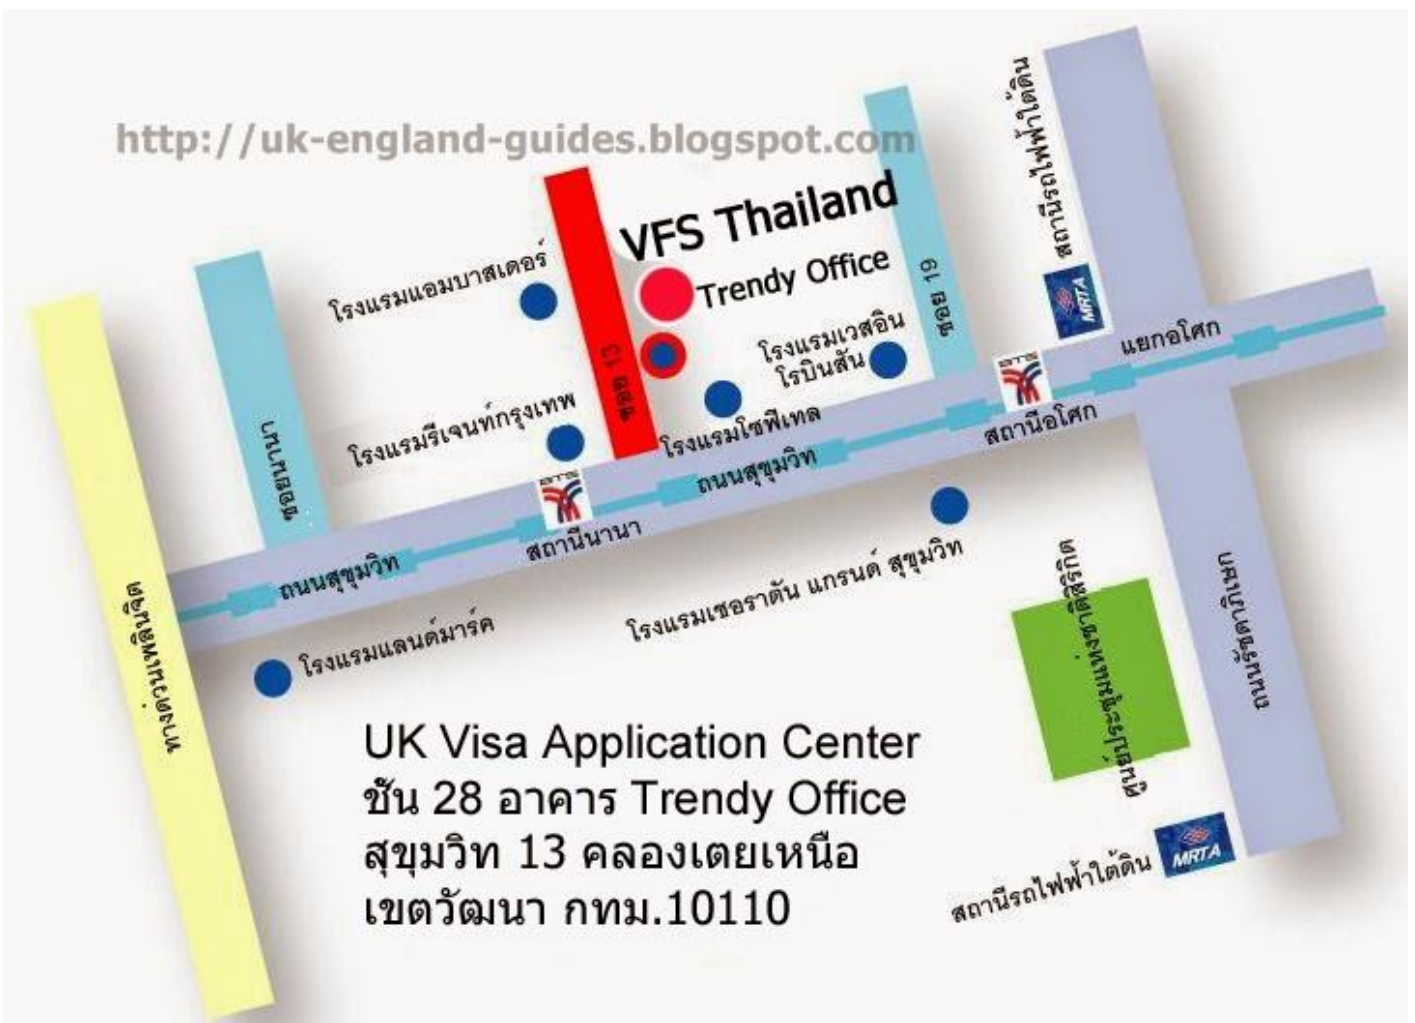 http://uk-england-guides.blogspot.com
สถานีรถไฟฟ้าใต้ดิน
MRTA
VFS Thailand
Trendy Office
โรงแรมแอมบาสเดอร์
ซอย 13
ซอย 19
โรงแรมเวสอิน
โรบินสัน
แยกอโศก
BTS
สถานีอโศก
โรงแรมรีเจนท์กรุงเทพ
โรงแรมโซฟีเทล
ถนนสุขุมวิท
ซอยนานา
BTS
สถานีนานา
ถนนสุขุมวิท
โรงแรมเชอราตัน แกรนด์ สุขุมวิท
โรงแรมแลนด์มาร์ค
ทางด่วนเพลินจิต
ศูนย์ประชุมแห่งชาติสิริกิต
ถนนรัชดาภิเษก
UK Visa Application Center
ชั้น 28 อาคาร Trendy Office
สุขุมวิท 13 คลองเตยเหนือ
เขตวัฒนา กทม.10110
MRTA
สถานีรถไฟฟ้าใต้ดิน